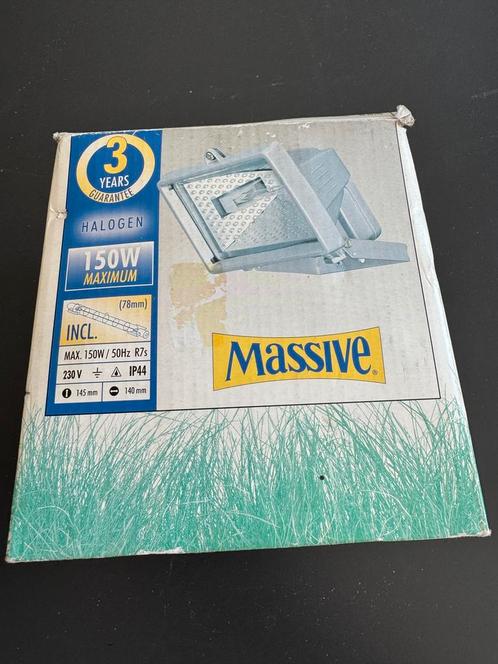 3
YEARS
GUARANTEE
HALOGEN
150W
MAXIMUM
(78mm)
INCL.
MAX. 150W / 50Hz R7s
230 V IP44
145 mm 140 mm
MASSIVE®